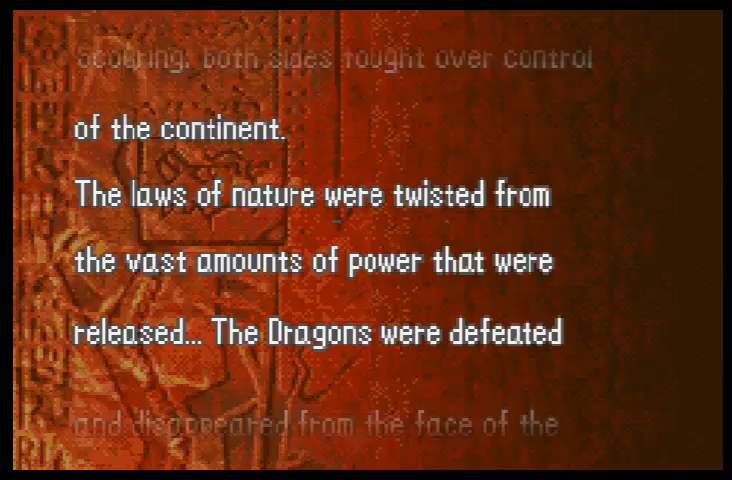 Scouring, both sides fought over control
of the continent.
The laws of nature were twisted from
the vast amounts of power that were
released... The Dragons were defeated
and disappeared from the face of the